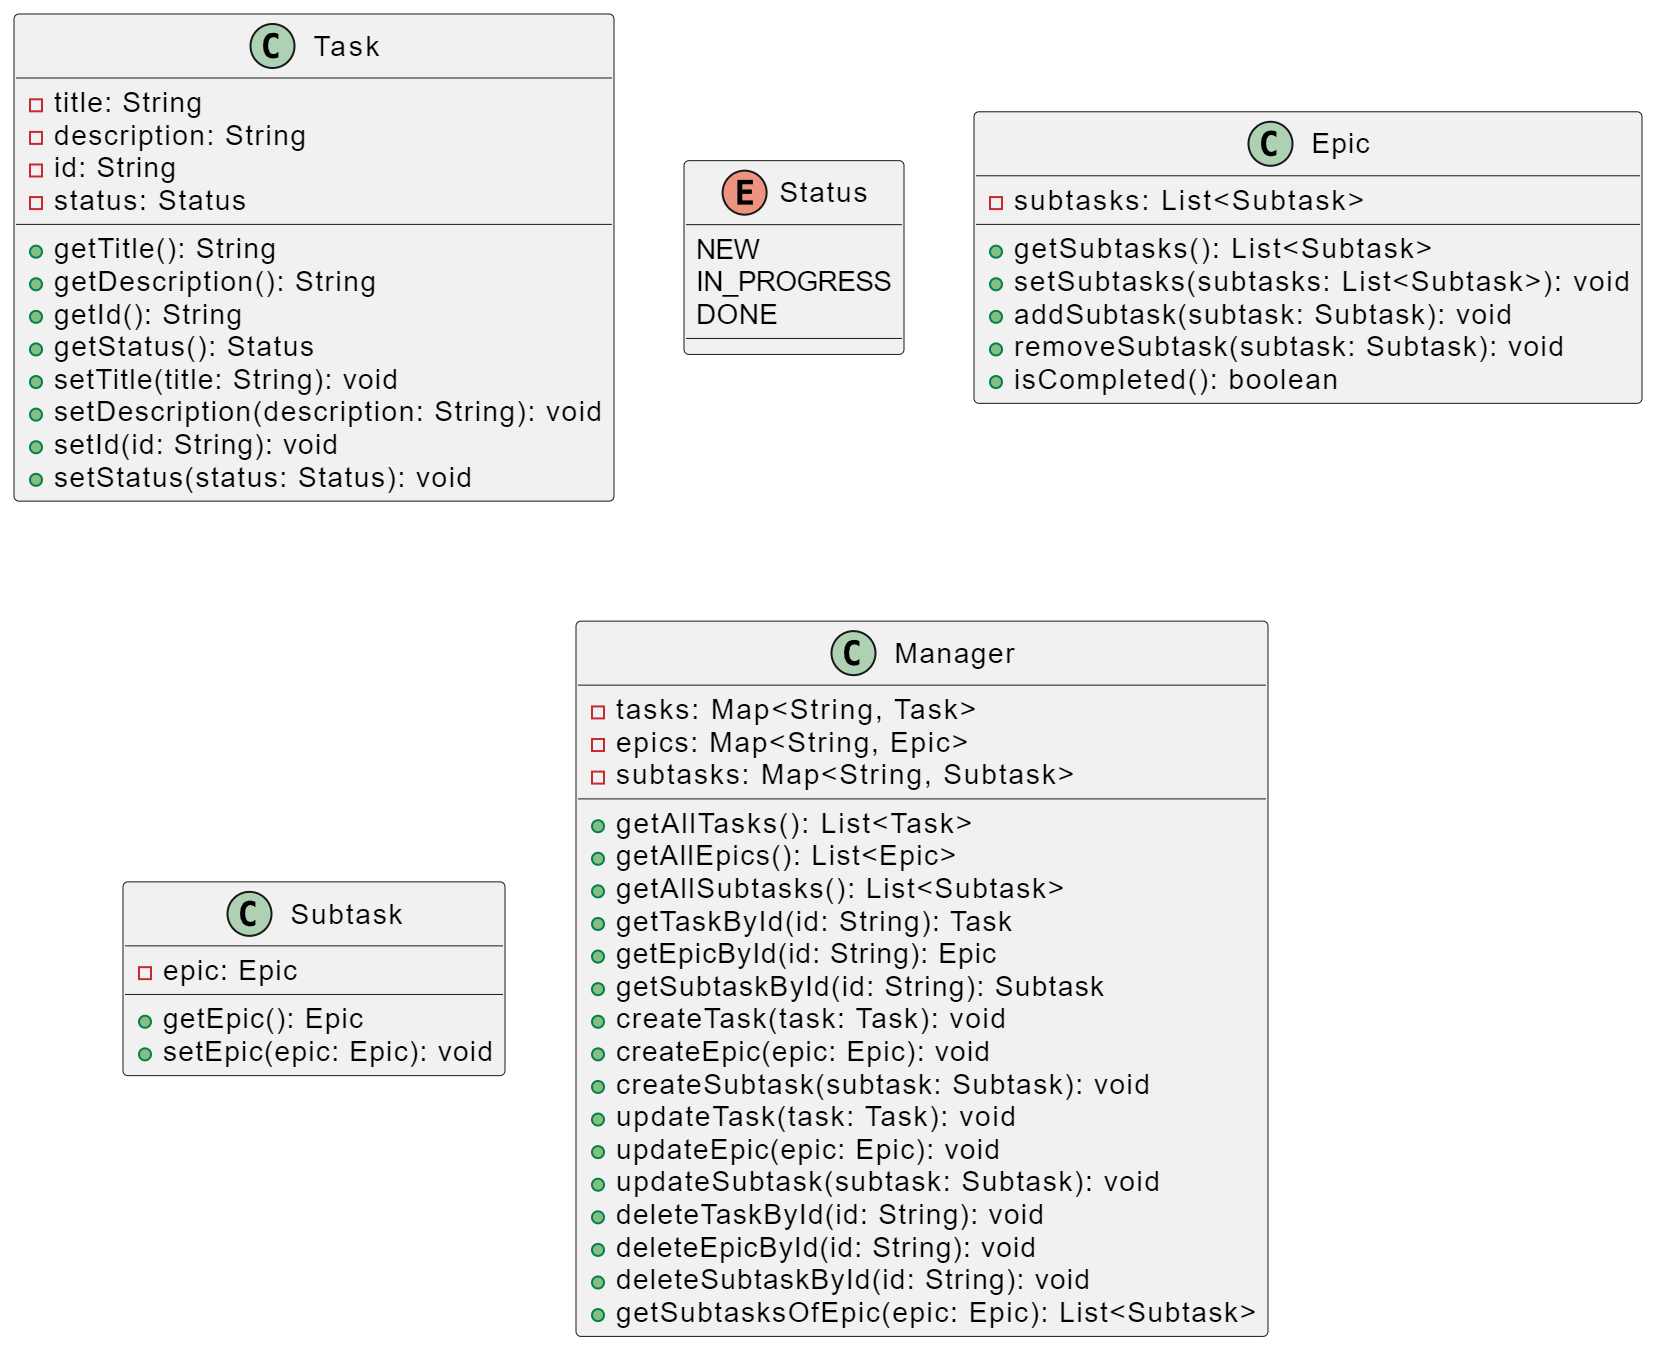 C Task
title: String
description: String
id: String
status: Status
getTitle(): String
getDescription(): String
getId(): String
getStatus(): Status
setTitle(title: String): void
setDescription(description: String): void
setId(id: String): void
setStatus(status: Status): void
E Status
NEW
IN_PROGRESS
DONE
C Epic
subtasks: List<Subtask>
getSubtasks(): List<Subtask>
setSubtasks(subtasks: List<Subtask>): void
addSubtask(subtask: Subtask): void
removeSubtask(subtask: Subtask): void
isCompleted(): boolean
C Subtask
epic: Epic
getEpic(): Epic
setEpic(epic: Epic): void
C Manager
tasks: Map<String, Task>
epics: Map<String, Epic>
subtasks: Map<String, Subtask>
getAllTasks(): List<Task>
getAllEpics(): List<Epic>
getAllSubtasks(): List<Subtask>
getTaskById(id: String): Task
getEpicById(id: String): Epic
getSubtaskById(id: String): Subtask
createTask(task: Task): void
createEpic(epic: Epic): void
createSubtask(subtask: Subtask): void
updateTask(task: Task): void
updateEpic(epic: Epic): void
updateSubtask(subtask: Subtask): void
deleteTaskById(id: String): void
deleteEpicById(id: String): void
deleteSubtaskById(id: String): void
getSubtasksOfEpic(epic: Epic): List<Subtask>